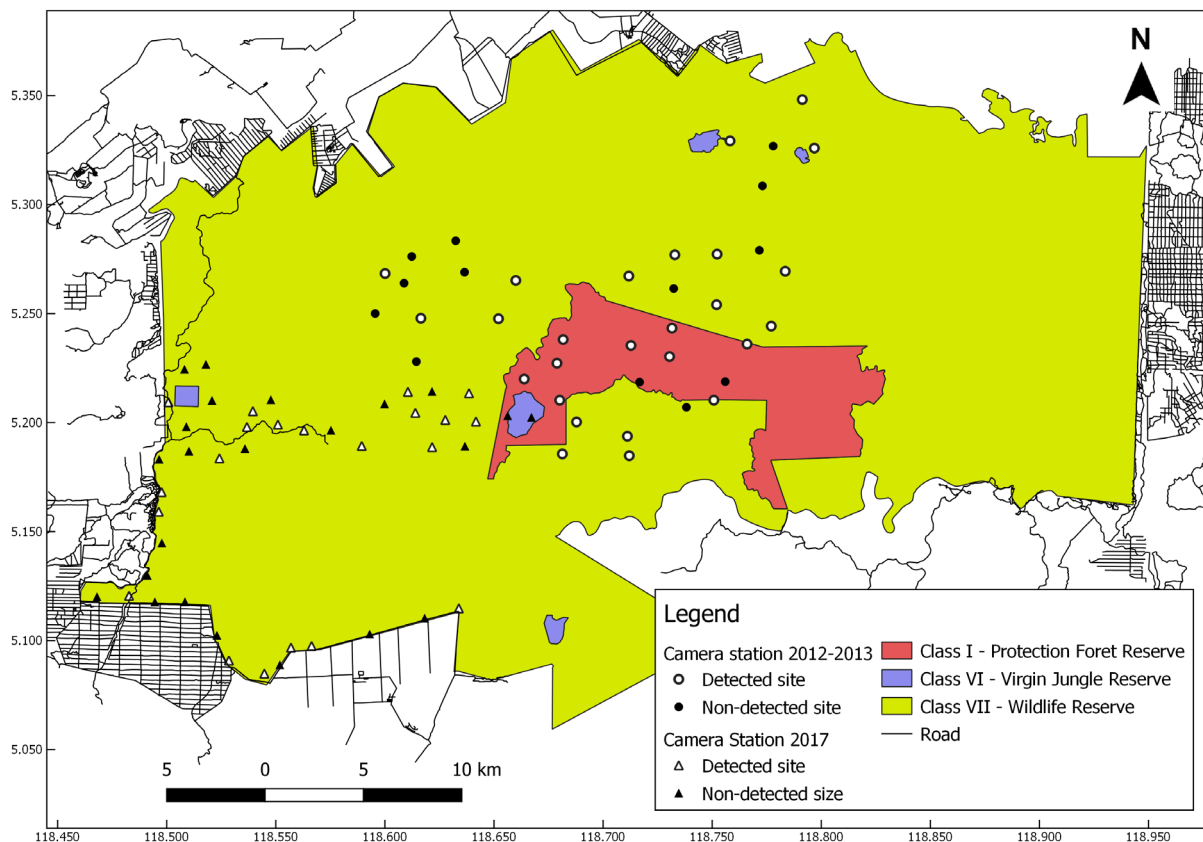 N
5.350
5.300
5.250
5.200
5.150
5.100
5.050
Legend
Camera station 2012-2013
Detected site
Non-detected site
Camera Station 2017
Detected site
Non-detected size
Class I - Protection Foret Reserve
Class VI - Virgin Jungle Reserve
Class VII - Wildlife Reserve
Road
5 0 5 10 km
118.450 118.500 118.550 118.600 118.650 118.700 118.750 118.800 118.850 118.900 118.950